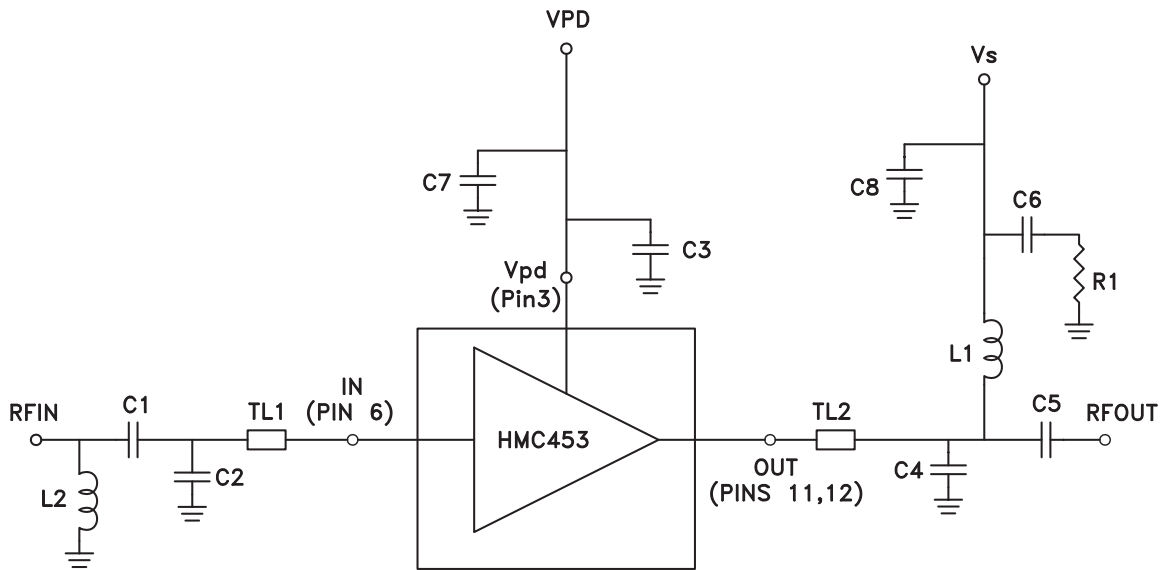 VPD
Vs
C7
C8
C6
C3
Vpd
(Pin3)
R1
L1
RFIN
C1
TL1
IN
(PIN 6)
HMC453
TL2
C5
RFOUT
L2
C2
OUT
(PINS 11,12)
C4